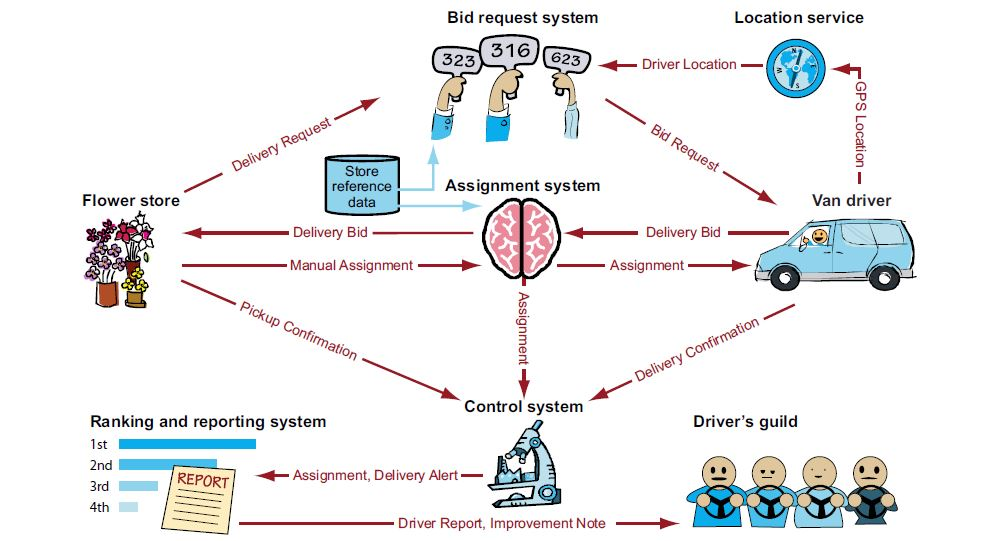 Bid request system
Location service
323
316
623
Driver Location
GPS Location
Delivery Request
Bid Request
Store
reference
data
Assignment system
Flower store
Van driver
Delivery Bid
Delivery Bid
Manual Assignment
Assignment
Pickup Confirmation
Assignment
Delivery Confirmation
Control system
Ranking and reporting system
Driver's guild
1st
2nd
3rd
4th
REPORT
Assignment, Delivery Alert
Driver Report, Improvement Note
N
E
S
W